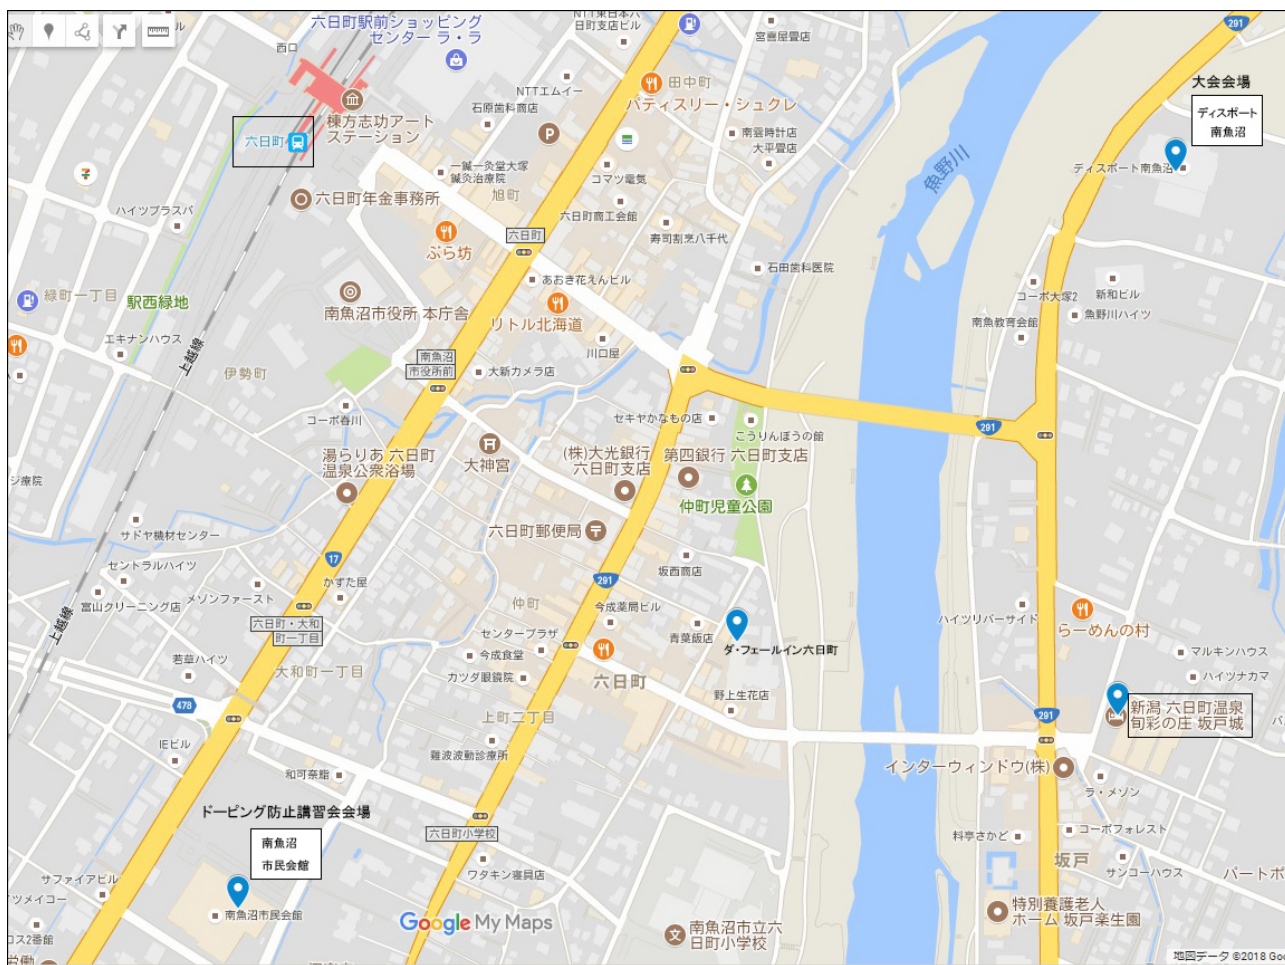 六日町駅前ショッピング
センター ラ・ラ
NTT東日本六
日町支店ビル
宮喜屋畳店
291
大会会場
ディスポート
南魚沼
ディスポート南魚沼
西口
NTTエムイー
田中町
パティスリー・シュクレ
石原歯科商店
棟方志功アート
ステーション
六日町
南雲時計店
大平畳店
魚野川
一鍼一灸堂大塚
鍼灸治療院
コマツ電気
旭町
六日町年金事務所
ハイツプラスパ
六日町商工会館
寿司割烹八千代
六日町
ぷら坊
石田歯科医院
あおき花えんビル
コーポ大塚2
新和ビル
緑町一丁目
駅西緑地
南魚沼市役所 本庁舎
リトル北海道
魚野川ハイツ
南魚教育会館
エキナンハウス
上越線
川口屋
南魚沼
市役所前
伊勢町
大新カメラ店
コーポ春川
セキヤかなもの店
こうりんぼうの館
291
湯らりあ 六日町
温泉公衆浴場
大神宮
(株)大光銀行
六日町支店
第四銀行 六日町支店
ジ療院
仲町児童公園
サドヤ機材センター
六日町郵便局
17
セントラルハイツ
かずた屋
291
坂西商店
富山クリーニング店
メゾンファースト
仲町
今成薬局ビル
ハイツリバーサイド
らーめんの村
上越線
六日町・大和
町一丁目
センタープラザ
青葉飯店
ダ・フェールイン六日町
若草ハイツ
大和町一丁目
今成食堂
カツダ眼鏡院
六日町
マルキンハウス
ハイツナカマ
478
野上生花店
291
新潟 六日町温泉
旬彩の庄 坂戸城
上町二丁目
IEビル
難波波動診療所
和可奈鮨
インターウィンドウ(株)
ラ・メゾン
ドーピング防止講習会会場
南魚沼
市民会館
六日町小学校
料亭さかど
コーポフォレスト
坂戸
サンコーハウス
サファイアビル
ワタキン寝具店
パートポ
ツメイコー
南魚沼市民会館
Google My Maps
特別養護老人
ホーム 坂戸楽生園
南魚沼市立六
日町小学校
コス2番館
労働
地図データ ©2018 Go